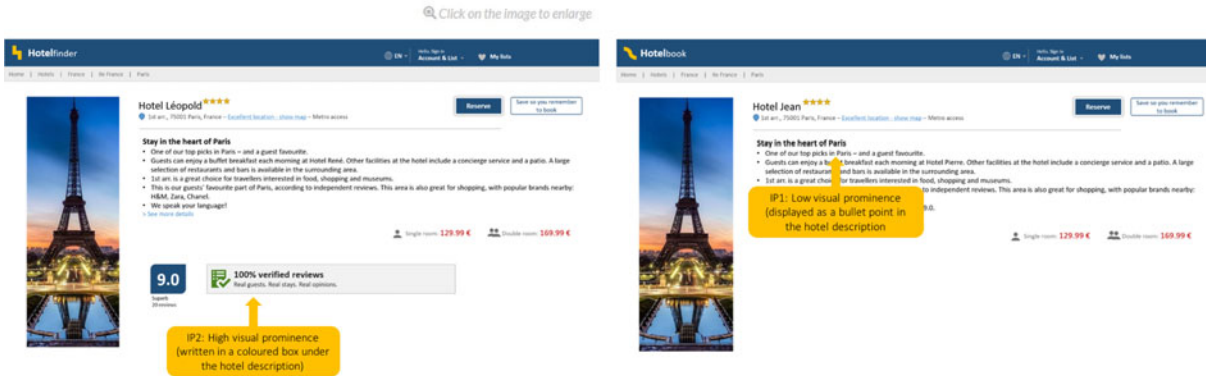 Click on the image to enlarge
Hotelfinder
EN
Hello, Sign in
Account & List
My lists
Home | Hotels | France | Ile France | Paris
Hotel Léopold
Reserve
Save so you remember
to book
1st arr., 75001 Paris, France – Excellent location - show map – Metro access
Stay in the heart of Paris
• One of our top picks in Paris – and a guest favourite.
• Guests can enjoy a buffet breakfast each morning at Hotel René. Other facilities at the hotel include a concierge service and a patio. A large
selection of restaurants and bars is available in the surrounding area.
• 1st arr. is a great choice for travellers interested in food, shopping and museums.
• This is our guests' favourite part of Paris, according to independent reviews. This area is also great for shopping, with popular brands nearby:
H&M, Zara, Chanel.
• We speak your language!
> See more details
Single room: 129.99 € Double room: 169.99 €
9.0
Superb
39 reviews
100% verified reviews
Real guests. Real stays. Real opinions.
IP2: High visual prominence
(written in a coloured box under
the hotel description)
Hotelbook
EN
Hello, Sign in
Account & List
My lists
Home | Hotels | France | Ile France | Paris
Hotel Jean
Reserve
Save so you remember
to book
1st arr., 75001 Paris, France – Excellent location - show map – Metro access
Stay in the heart of Paris
• One of our top picks in Paris – and a guest favourite.
• Guests can enjoy a breakfast each morning at Hotel Pierre. Other facilities at the hotel include a concierge service and a patio. A large
selection of restaurants and bars is available in the surrounding area.
• 1st arr. is a great choice for travellers interested in food, shopping and museums.
to independent reviews. This area is also great for shopping, with popular brands nearby:
9.0.
Single room: 129.99 € Double room: 169.99 €
IP1: Low visual prominence
(displayed as a bullet point in
the hotel description